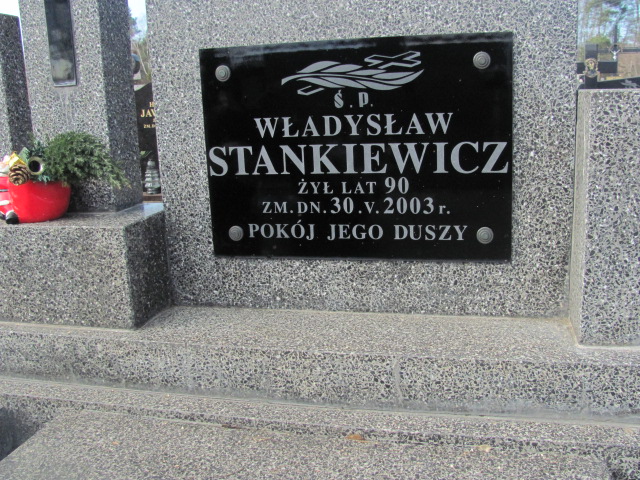 Ś.P.
WŁADYSŁAW
STANKIEWICZ
ŻYŁ LAT 90
ZM. DN. 30.V.2003 r.
POKÓJ JEGO DUSZY